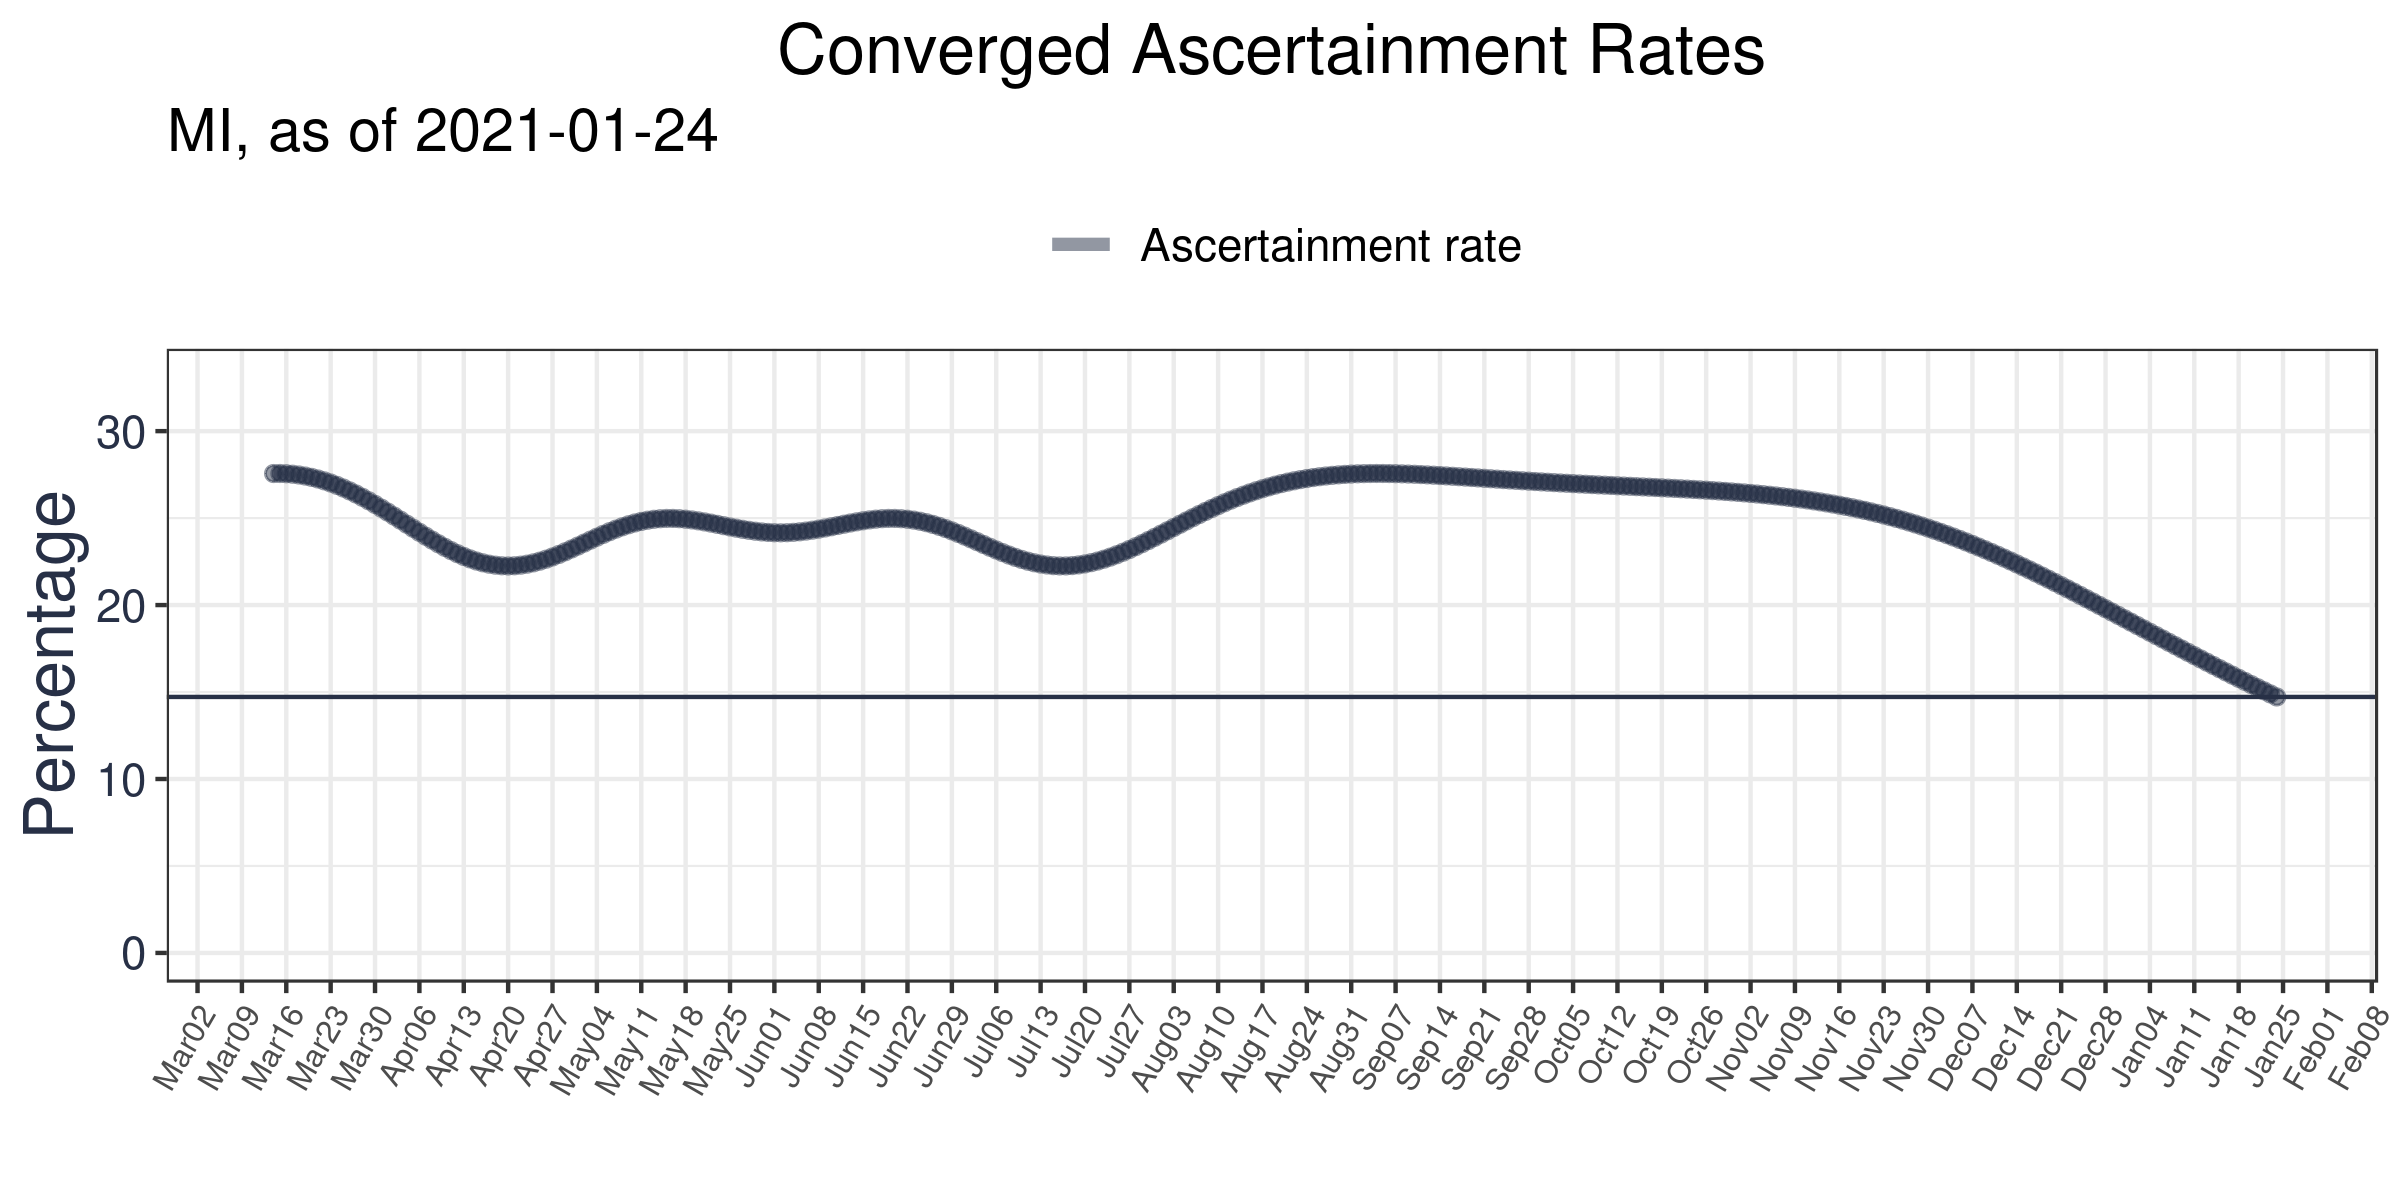 Converged Ascertainment Rates
MI, as of 2021-01-24
Ascertainment rate
Percentage
30
20
10
0
Mar02 Mar09 Mar16 Mar23 Mar30 Apr06 Apr13 Apr20 Apr27 May04 May11 May18 May25 Jun01 Jun08 Jun15 Jun22 Jun29 Jul06 Jul13 Jul20 Jul27 Aug03 Aug10 Aug17 Aug24 Aug31 Sep07 Sep14 Sep21 Sep28 Oct05 Oct12 Oct19 Oct26 Nov02 Nov09 Nov16 Nov23 Nov30 Dec07 Dec14 Dec21 Dec28 Jan04 Jan11 Jan18 Jan25 Feb01 Feb08